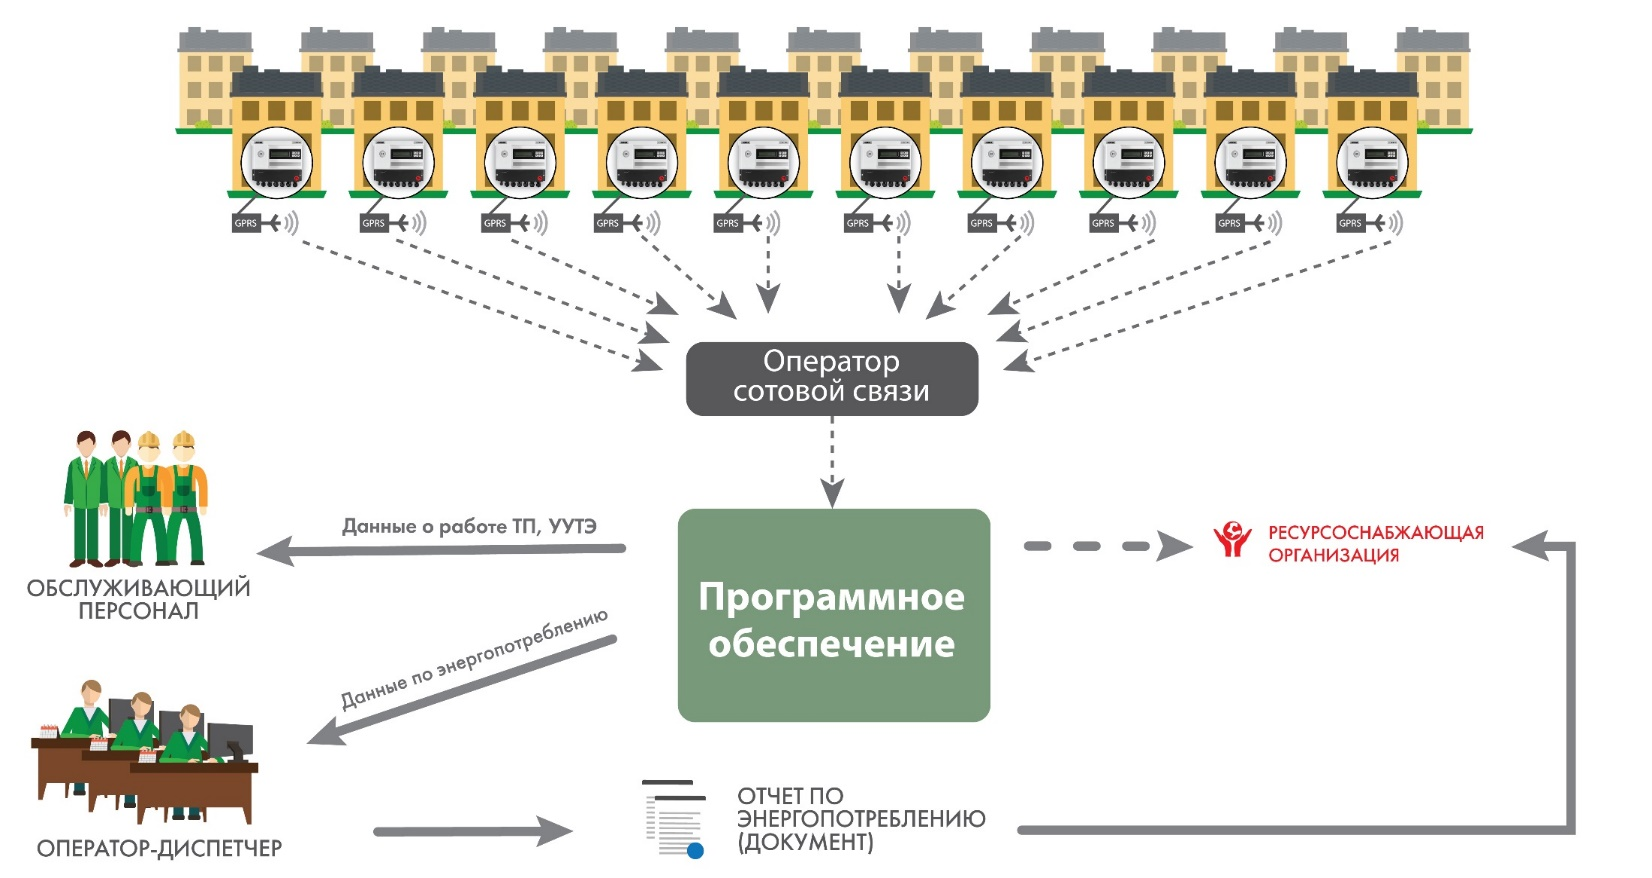 GPRS GPRS GPRS GPRS GPRS GPRS GPRS GPRS GPRS GPRS
Оператор
сотовой связи
Данные о работе ТП, УУТЭ
ОБСЛУЖИВАЮЩИЙ
ПЕРСОНАЛ
Программное
обеспечение
РЕСУРСОСНАБЖАЮЩАЯ
ОРГАНИЗАЦИЯ
Данные по энергопотреблению
ОПЕРАТОР-ДИСПЕТЧЕР
ОТЧЕТ ПО
ЭНЕРГОПОТРЕБЛЕНИЮ
(ДОКУМЕНТ)